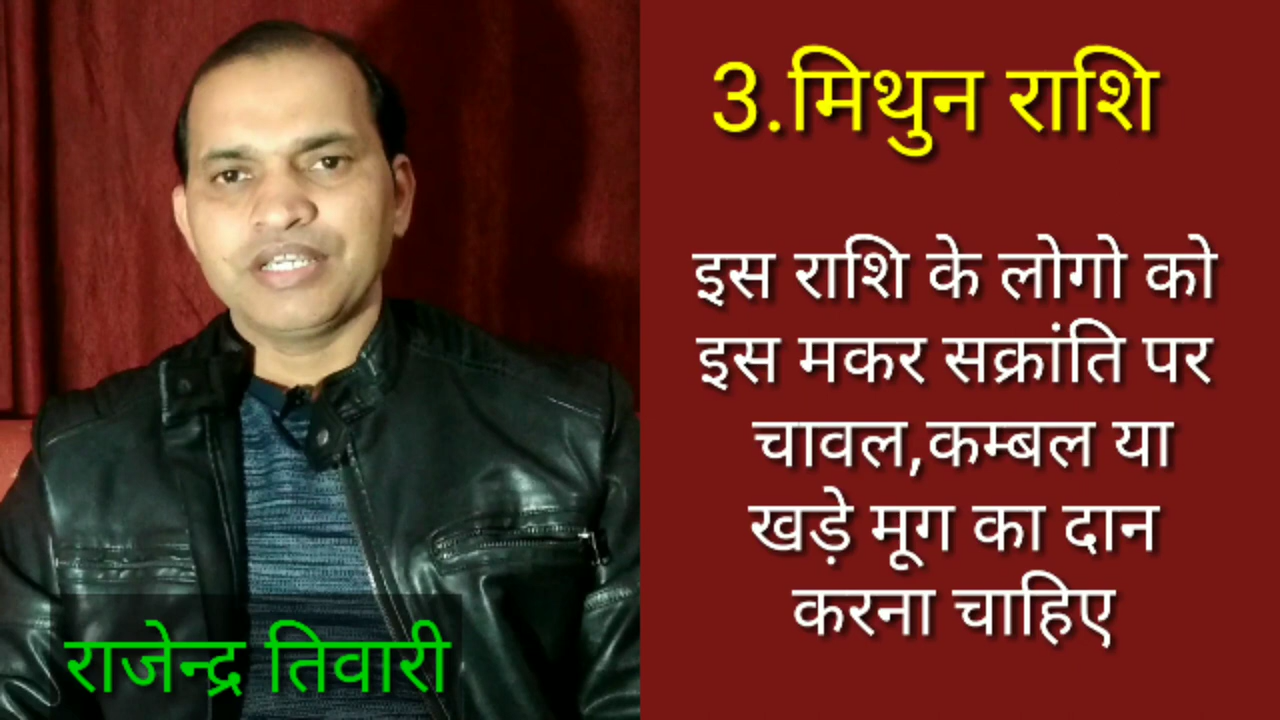 3.मिथुन राशि
इस राशि के लोगो को
इस मकर सक्रांति पर
चावल,कम्बल या
खड़े मूग का दान
करना चाहिए
राजेन्द्र तिवारी